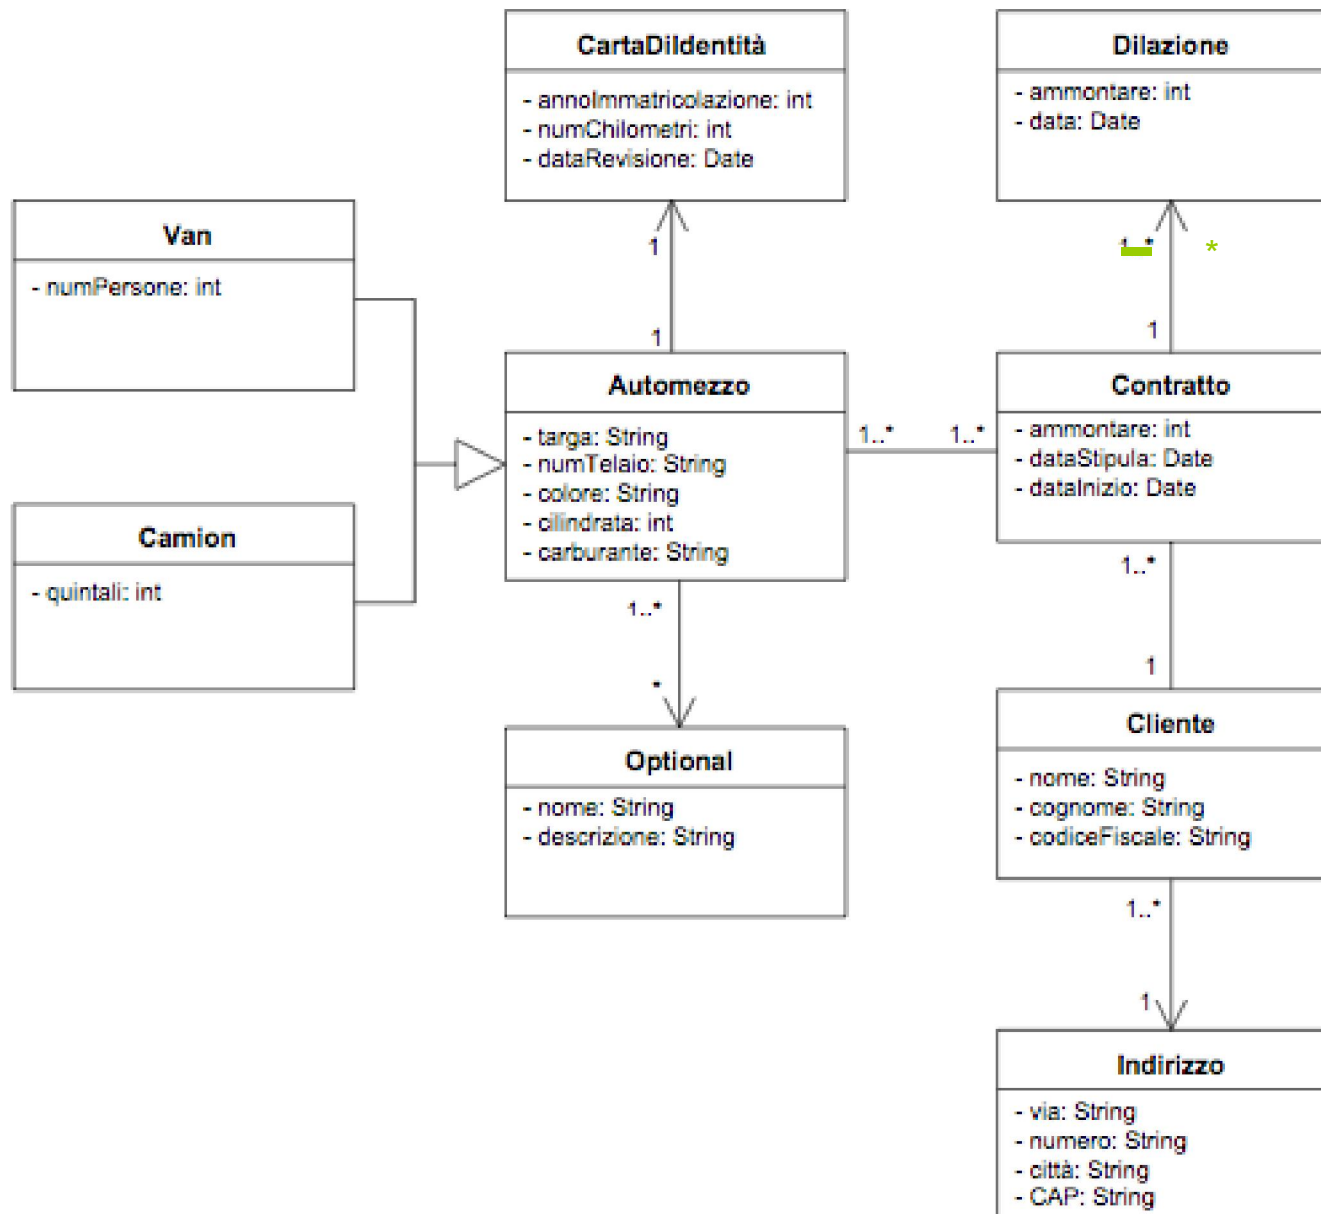 CartaDiIdentità
- annoImmatricolazione: int
- numChilometri: int
- dataRevisione: Date
Dilazione
- ammontare: int
- data: Date
Van
- numPersone: int
1
1..*
*
1
1
Automezzo
- targa: String
- numTelaio: String
- colore: String
- cilindrata: int
- carburante: String
1..*
1..*
Contratto
- ammontare: int
- dataStipula: Date
- dataInizio: Date
Camion
- quintali: int
1..*
1..*
*
1
Optional
- nome: String
- descrizione: String
Cliente
- nome: String
- cognome: String
- codiceFiscale: String
1..*
1
Indirizzo
- via: String
- numero: String
- città: String
- CAP: String